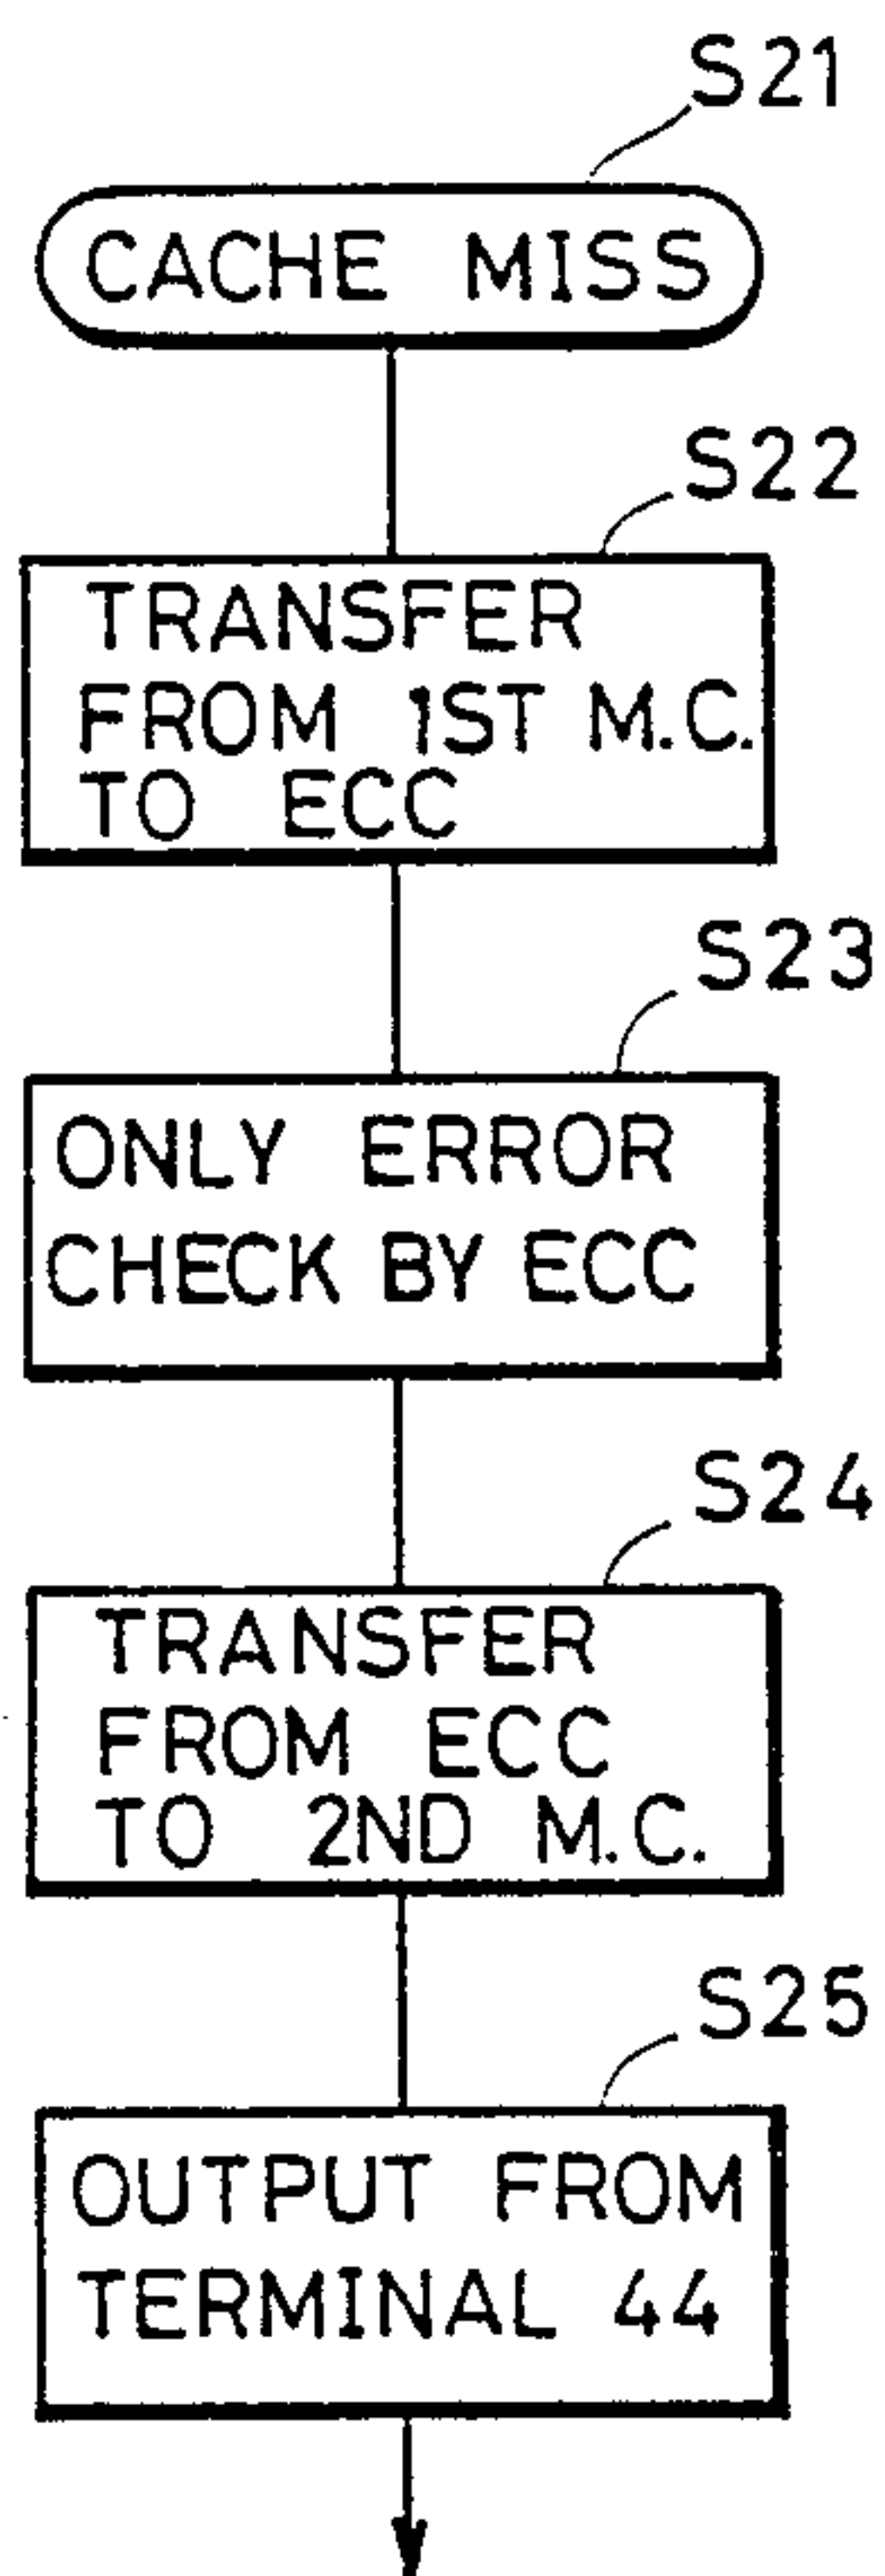 S21
CACHE MISS
S22
TRANSFER
FROM 1ST M.C.
TO ECC
S23
ONLY ERROR
CHECK BY ECC
S24
TRANSFER
FROM ECC
TO 2ND M.C.
S25
OUTPUT FROM
TERMINAL 44